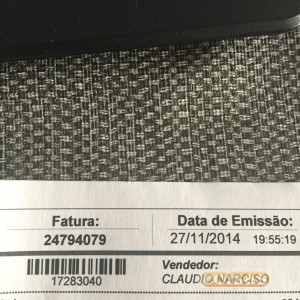 Fatura: Data de Emissão:
24794079 27/11/2014 19:55:19
17283040 Vendedor:
CLAUDIO NARCISO